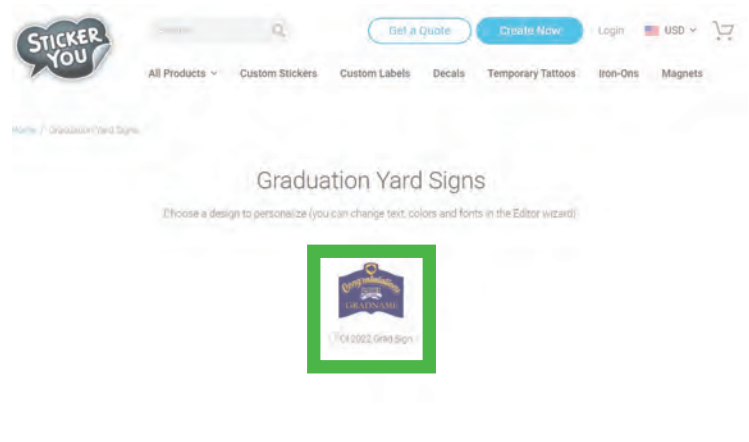 STICKER
YOU
Search
Get a Quote
Create Now
Login
USD
All Products
Custom Stickers
Custom Labels
Decals
Temporary Tattoos
Iron-Ons
Magnets
Home / Graduation Yard Signs
Graduation Yard Signs
Choose a design to personalize (you can change text, colors and fonts in the Editor wizard)
Congratulations
GRADNAME
Of 2022 Grad Sign